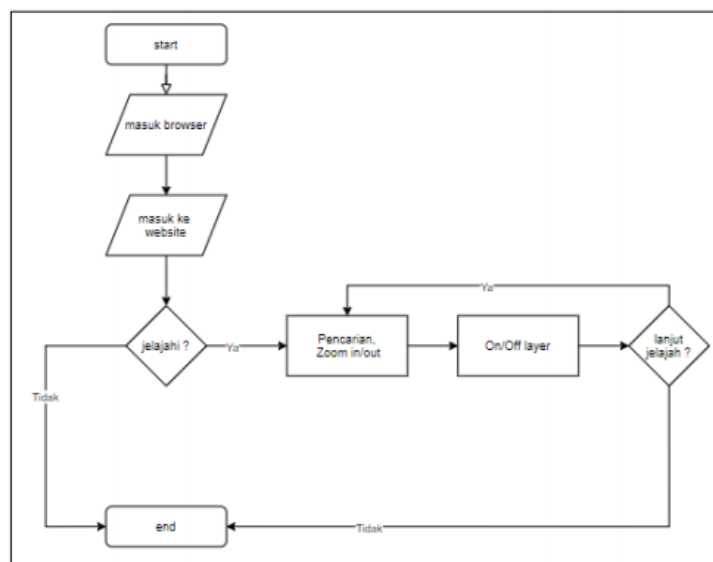 start
masuk browser
masuk ke
website
Ya
jelajahi ?
Ya
Pencarian,
Zoom in/out
On/Off layer
lanjut
jelajah ?
Tidak
end
Tidak